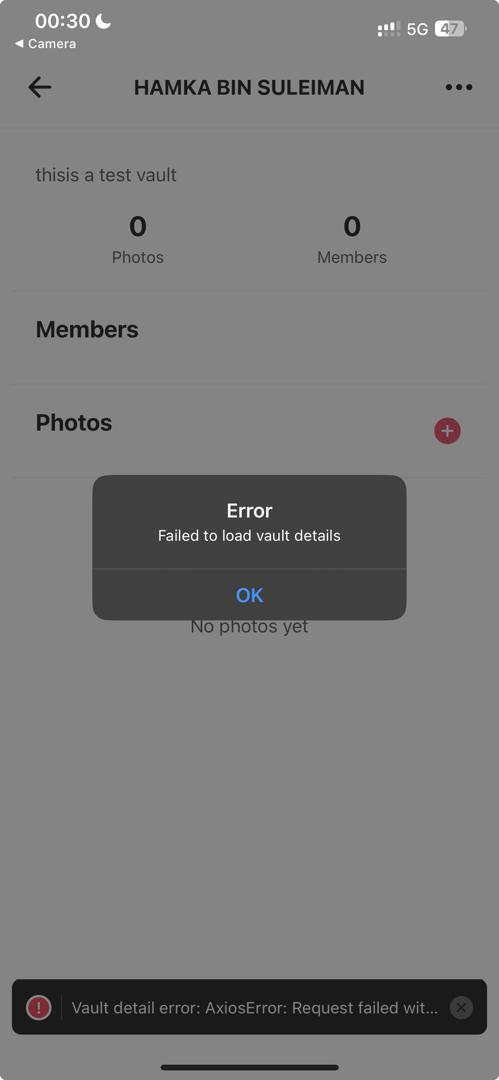 00:30
5G 47
◀ Camera
HAMKA BIN SULEIMAN
thisis a test vault
0 0
Photos Members
Members
Photos
Error
Failed to load vault details
OK
No photos yet
Vault detail error: AxiosError: Request failed wit...